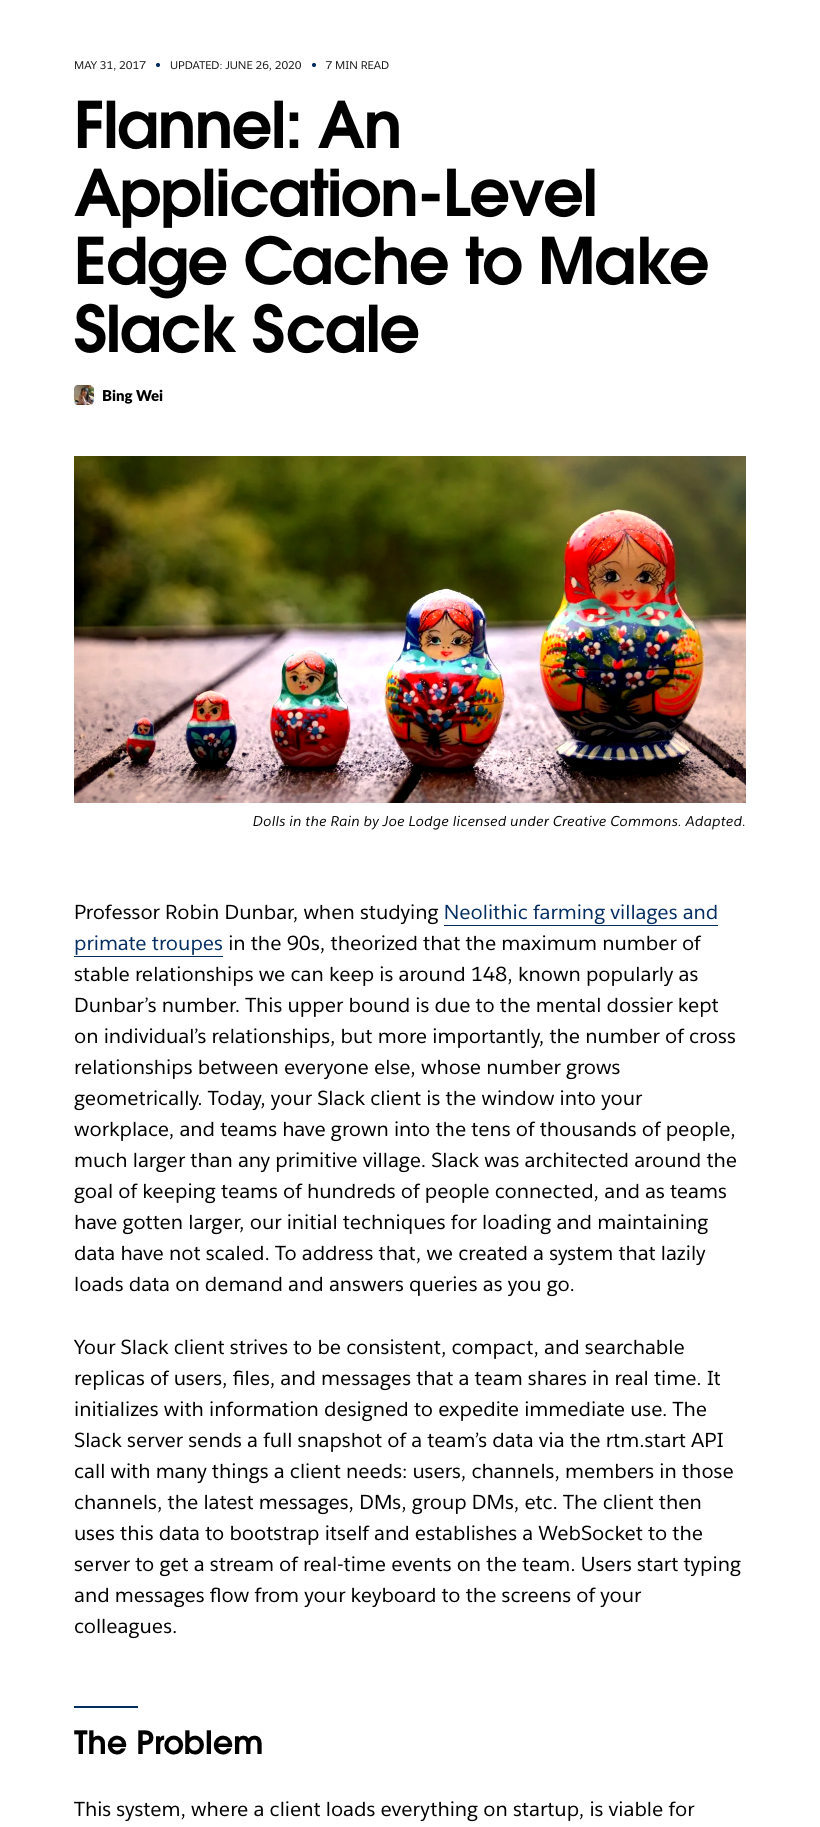 MAY 31, 2017 • UPDATED: JUNE 26, 2020 • 7 MIN READ
Flannel: An
Application-Level
Edge Cache to Make
Slack Scale
Bing Wei
Dolls in the Rain by Joe Lodge licensed under Creative Commons. Adapted.
Professor Robin Dunbar, when studying Neolithic farming villages and
primate troupes in the 90s, theorized that the maximum number of
stable relationships we can keep is around 148, known popularly as
Dunbar’s number. This upper bound is due to the mental dossier kept
on individual’s relationships, but more importantly, the number of cross
relationships between everyone else, whose number grows
geometrically. Today, your Slack client is the window into your
workplace, and teams have grown into the tens of thousands of people,
much larger than any primitive village. Slack was architected around the
goal of keeping teams of hundreds of people connected, and as teams
have gotten larger, our initial techniques for loading and maintaining
data have not scaled. To address that, we created a system that lazily
loads data on demand and answers queries as you go.
Your Slack client strives to be consistent, compact, and searchable
replicas of users, files, and messages that a team shares in real time. It
initializes with information designed to expedite immediate use. The
Slack server sends a full snapshot of a team’s data via the rtm.start API
call with many things a client needs: users, channels, members in those
channels, the latest messages, DMs, group DMs, etc. The client then
uses this data to bootstrap itself and establishes a WebSocket to the
server to get a stream of real-time events on the team. Users start typing
and messages flow from your keyboard to the screens of your
colleagues.
The Problem
This system, where a client loads everything on startup, is viable for